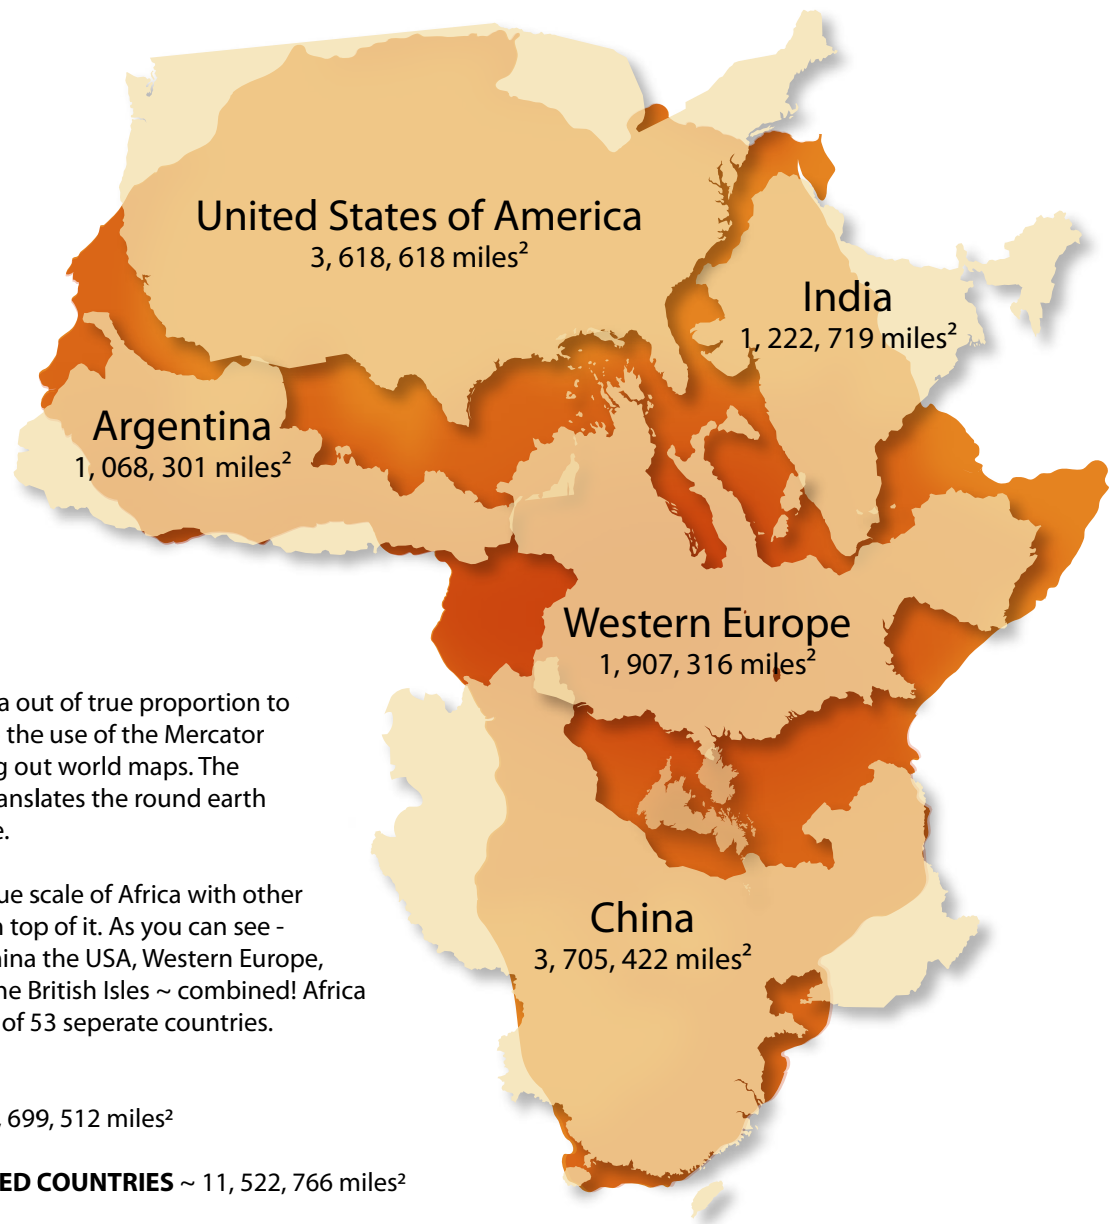 United States of America
3, 618, 618 miles²
India
1, 222, 719 miles²
Argentina
1, 068, 301 miles²
Western Europe
1, 907, 316 miles²
a out of true proportion to
the use of the Mercator
g out world maps. The
anslates the round earth
e.
ue scale of Africa with other
n top of it. As you can see -
ina the USA, Western Europe,
ne British Isles ~ combined! Africa
of 53 seperate countries.
China
3, 705, 422 miles²
, 699, 512 miles²
ED COUNTRIES ~ 11, 522, 766 miles²